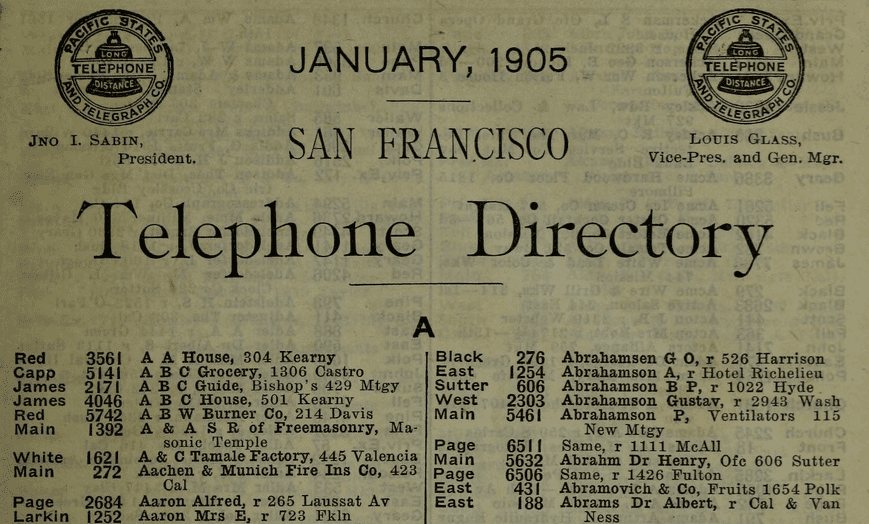 PACIFIC STATES
LONG
TELEPHONE
DISTANCE
AND TELEGRAPH CO.
JANUARY, 1905
PACIFIC STATES
LONG
TELEPHONE
DISTANCE
AND TELEGRAPH CO.
JNO I. SABIN,
President.
SAN FRANCISCO
LOUIS GLASS,
Vice-Pres. and Gen. Mgr.
Telephone Directory
A
Red 3561 A A House, 304 Kearny
Capp 5141 A B C Grocery, 1306 Castro
James 2171 A B C Guide, Bishop's 429 Mtgy
James 4046 A B C House, 501 Kearny
Red 5742 A B W Burner Co, 214 Davis
Main 1392 A & A S R of Freemasonry, Ma-
sonic Temple
White 1621 A & C Tamale Factory, 445 Valencia
Main 272 Aachen & Munich Fire Ins Co, 423
Cal
Page 2684 Aaron Alfred, r 265 Laussat Av
Larkin 1252 Aaron Mrs E, r 723 Fkln
Black 276 Abrahamsen G O, r 526 Harrison
East 1254 Abrahamson A, r Hotel Richelieu
Sutter 606 Abrahamson B P, r 1022 Hyde
West 2303 Abrahamson Gustav, r 2943 Wash
Main 5461 Abrahamson P, Ventilators 115
New Mtgy
Page 6511 Same, r 1111 McAll
Main 5632 Abrahm Dr Henry, Ofc 606 Sutter
Page 6506 Same, r 1426 Fulton
East 431 Abramovich & Co, Fruits 1654 Polk
East 188 Abrams Dr Albert, r Cal & Van
Ness